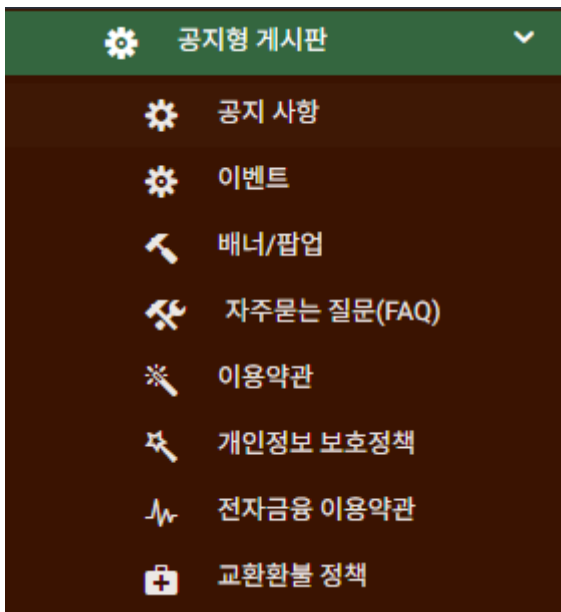 공지형 게시판
공지 사항
이벤트
배너/팝업
자주묻는 질문(FAQ)
이용약관
개인정보 보호정책
전자금융 이용약관
교환환불 정책